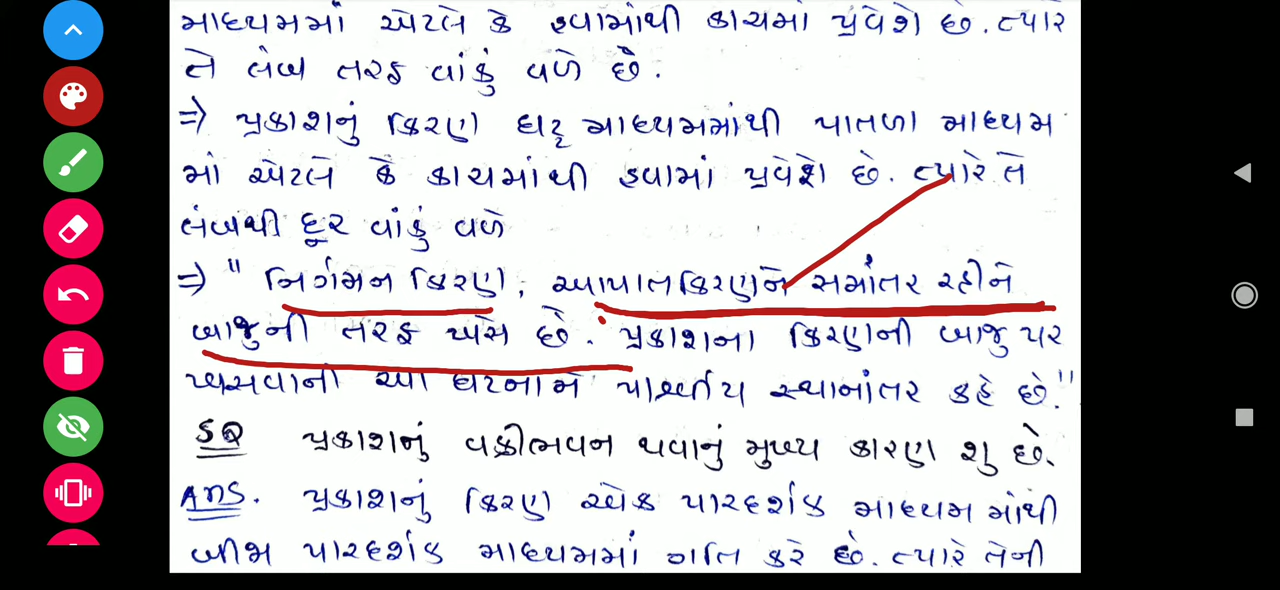 માધ્યમમાં એટલે કે હવામાંથી કાચમાં પ્રવેશે છે. ત્યારે
તે લંબ તરફ વાંકું વળે છે.
⇒ પ્રકાશનું કિરણ ઘટ્ટ માધ્યમમાંથી પાતળા માધ્યમ
માં એટલે કે કાચમાંથી હવામાં પ્રવેશે છે. ત્યારે તે
લંબથી દૂર વાંકું વળે
⇒ " નિર્ગમન કિરણ, આપાતકિરણને સમાંતર રહીને
બાજુની તરફ ખસે છે. પ્રકાશના કિરણની બાજુ પર
ખસવાની આ ઘટનાને પાર્શ્વીય સ્થાનાંતર કહે છે."
SQ પ્રકાશનું વક્રીભવન થવાનું મુખ્ય કારણ શુ છે.
Ans. પ્રકાશનું કિરણ એક પારદર્શક માધ્યમ માંથી
બીજા પારદર્શક માધ્યમમાં ગતિ કરે છે. ત્યારે તેની